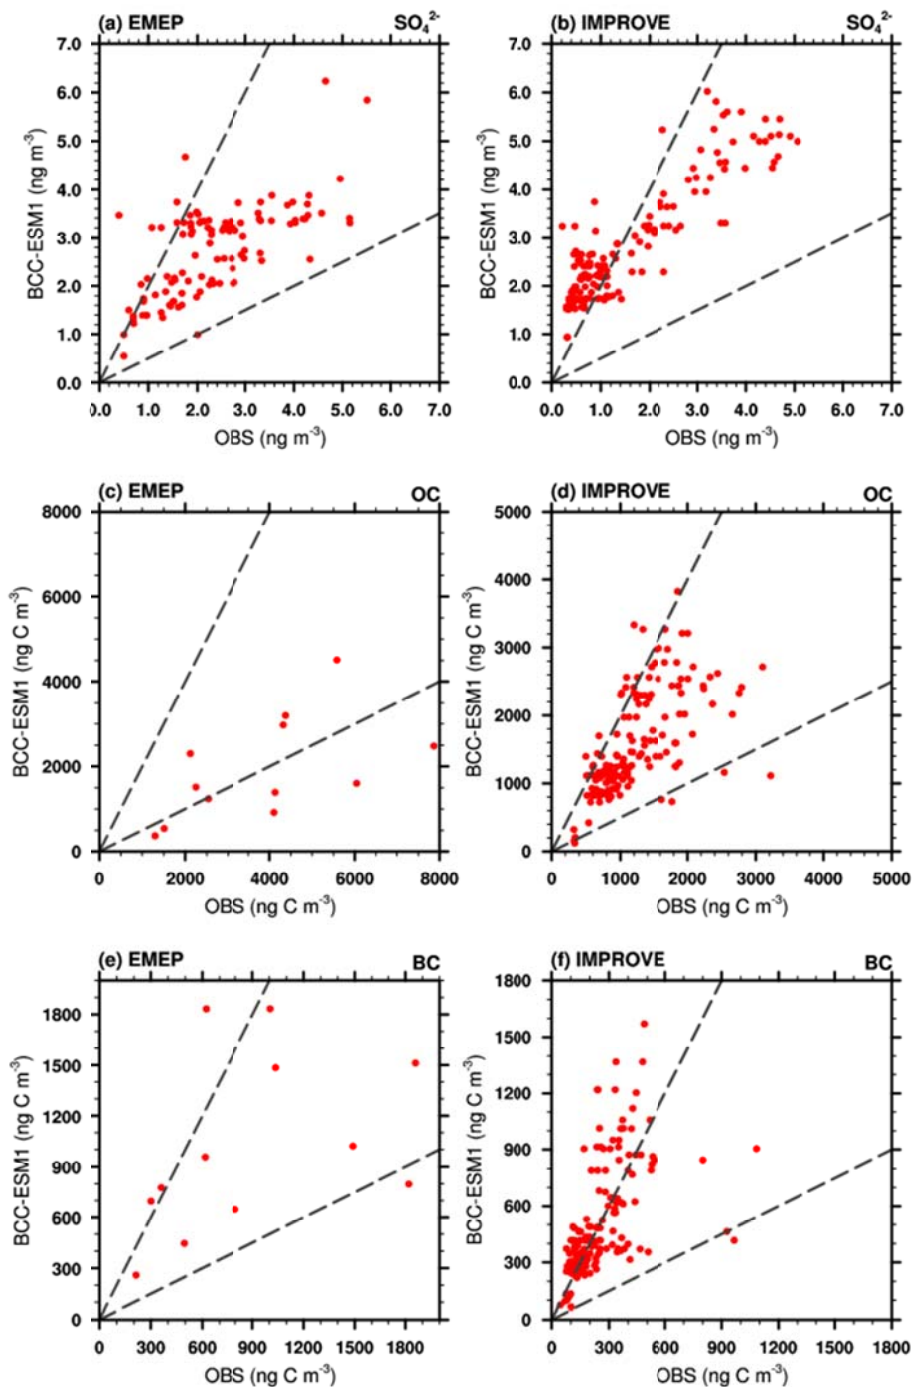 (a) EMEP SO₄²⁻
7.0
6.0
5.0
4.0
3.0
2.0
1.0
0.0
BCC-ESM1 (ng m⁻³)
0.0 1.0 2.0 3.0 4.0 5.0 6.0 7.0
OBS (ng m⁻³)
(b) IMPROVE SO₄²⁻
7.0
6.0
5.0
4.0
3.0
2.0
1.0
0.0
BCC-ESM1 (ng m⁻³)
0.0 1.0 2.0 3.0 4.0 5.0 6.0 7.0
OBS (ng m⁻³)
(c) EMEP OC
8000
6000
4000
2000
0
BCC-ESM1 (ng C m⁻³)
0 2000 4000 6000 8000
OBS (ng C m⁻³)
(d) IMPROVE OC
5000
4000
3000
2000
1000
0
BCC-ESM1 (ng C m⁻³)
0 1000 2000 3000 4000 5000
OBS (ng C m⁻³)
(e) EMEP BC
1800
1500
1200
900
600
300
0
BCC-ESM1 (ng C m⁻³)
0 300 600 900 1200 1500 1800
OBS (ng C m⁻³)
(f) IMPROVE BC
1800
1500
1200
900
600
300
0
BCC-ESM1 (ng C m⁻³)
0 300 600 900 1200 1500 1800
OBS (ng C m⁻³)